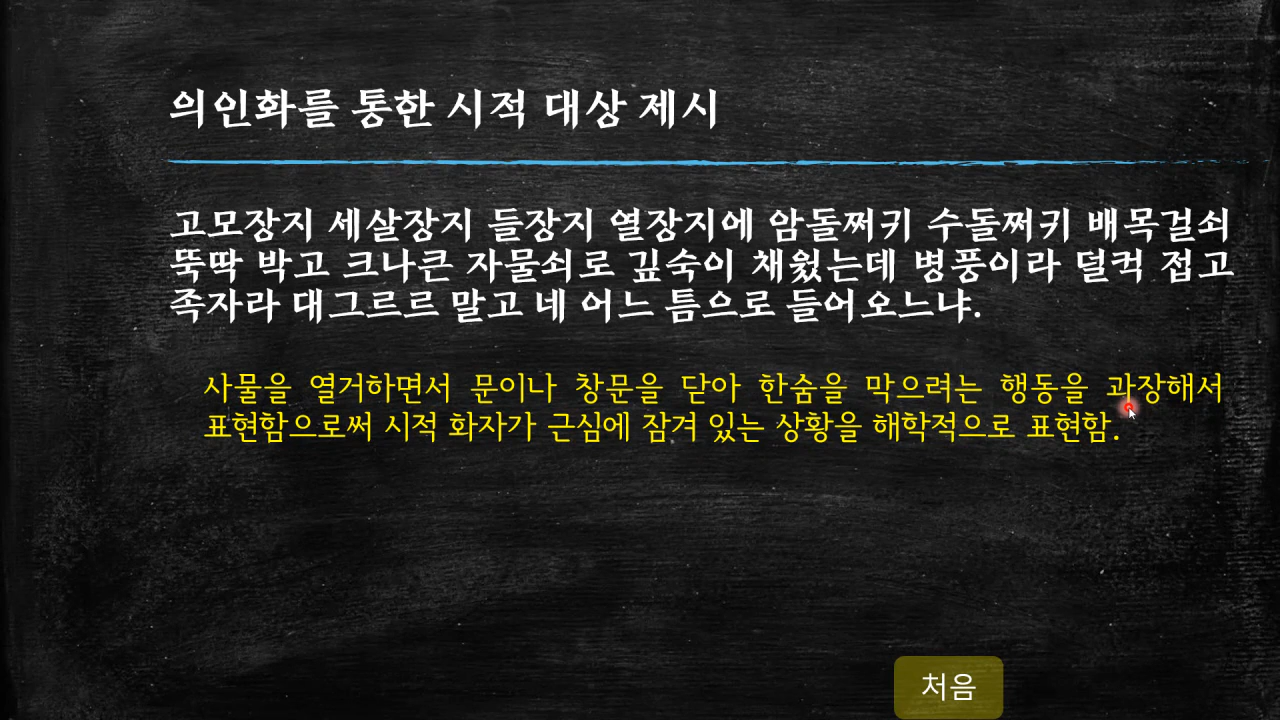 의인화를 통한 시적 대상 제시
고모장지 세살장지 들장지 열장지에 암돌쩌키 수돌쩌키 배목걸쇠
뚝딱 박고 크나큰 자물쇠로 깊숙이 채웠는데 병풍이라 덜컥 접고
족자라 대그르르 말고 네 어느 틈으로 들어오느냐.
사물을 열거하면서 문이나 창문을 닫아 한숨을 막으려는 행동을 과장해서
표현함으로써 시적 화자가 근심에 잠겨 있는 상황을 해학적으로 표현함.
처음